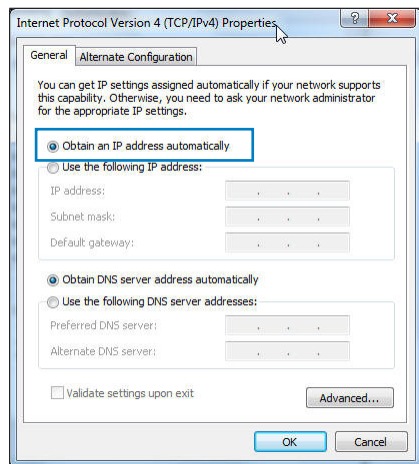 Internet Protocol Version 4 (TCP/IPv4) Properties
General
Alternate Configuration
You can get IP settings assigned automatically if your network supports
this capability. Otherwise, you need to ask your network administrator
for the appropriate IP settings.
Obtain an IP address automatically
Use the following IP address:
IP address:
Subnet mask:
Default gateway:
Obtain DNS server address automatically
Use the following DNS server addresses:
Preferred DNS server:
Alternate DNS server:
Validate settings upon exit
Advanced...
OK
Cancel